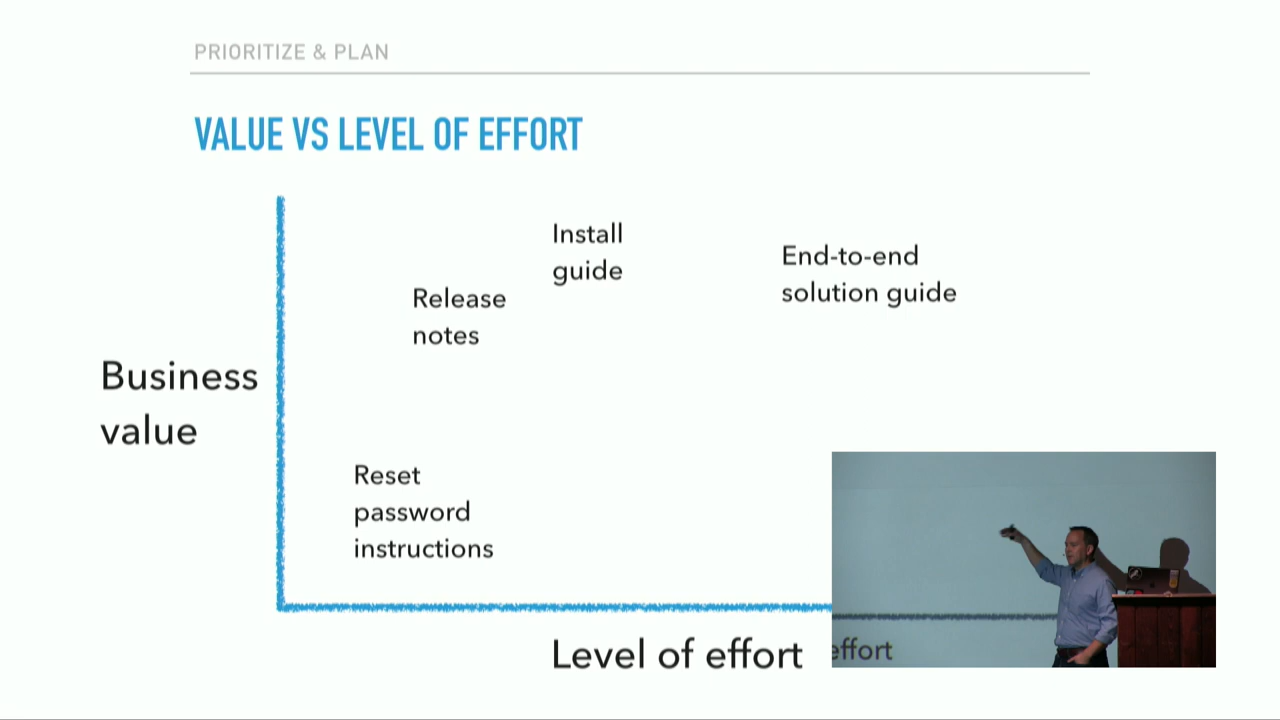 PRIORITIZE & PLAN
VALUE VS LEVEL OF EFFORT
Install
guide
End-to-end
solution guide
Release
notes
Business
value
Reset
password
instructions
Level of effort
effort